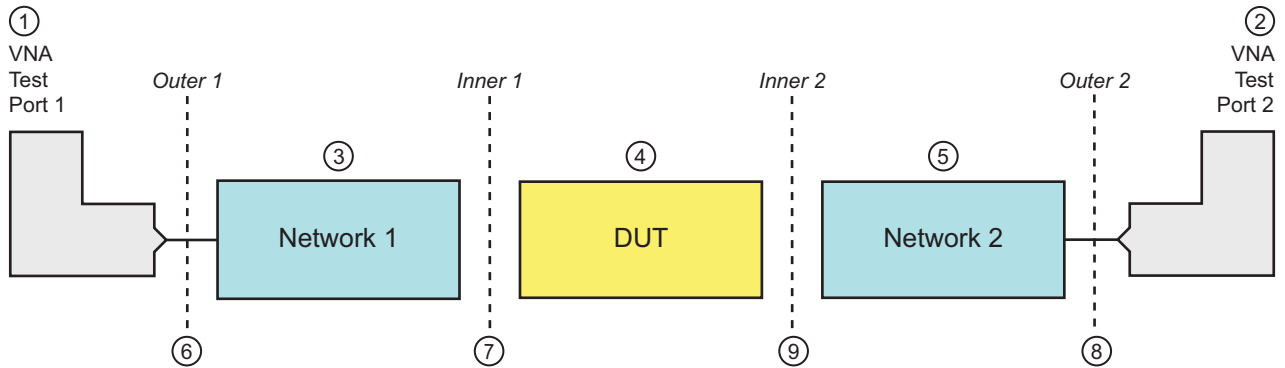 ①
VNA
Test
Port 1
②
VNA
Test
Port 2
Outer 1
Inner 1
Inner 2
Outer 2
③
④
⑤
Network 1
DUT
Network 2
⑥
⑦
⑨
⑧